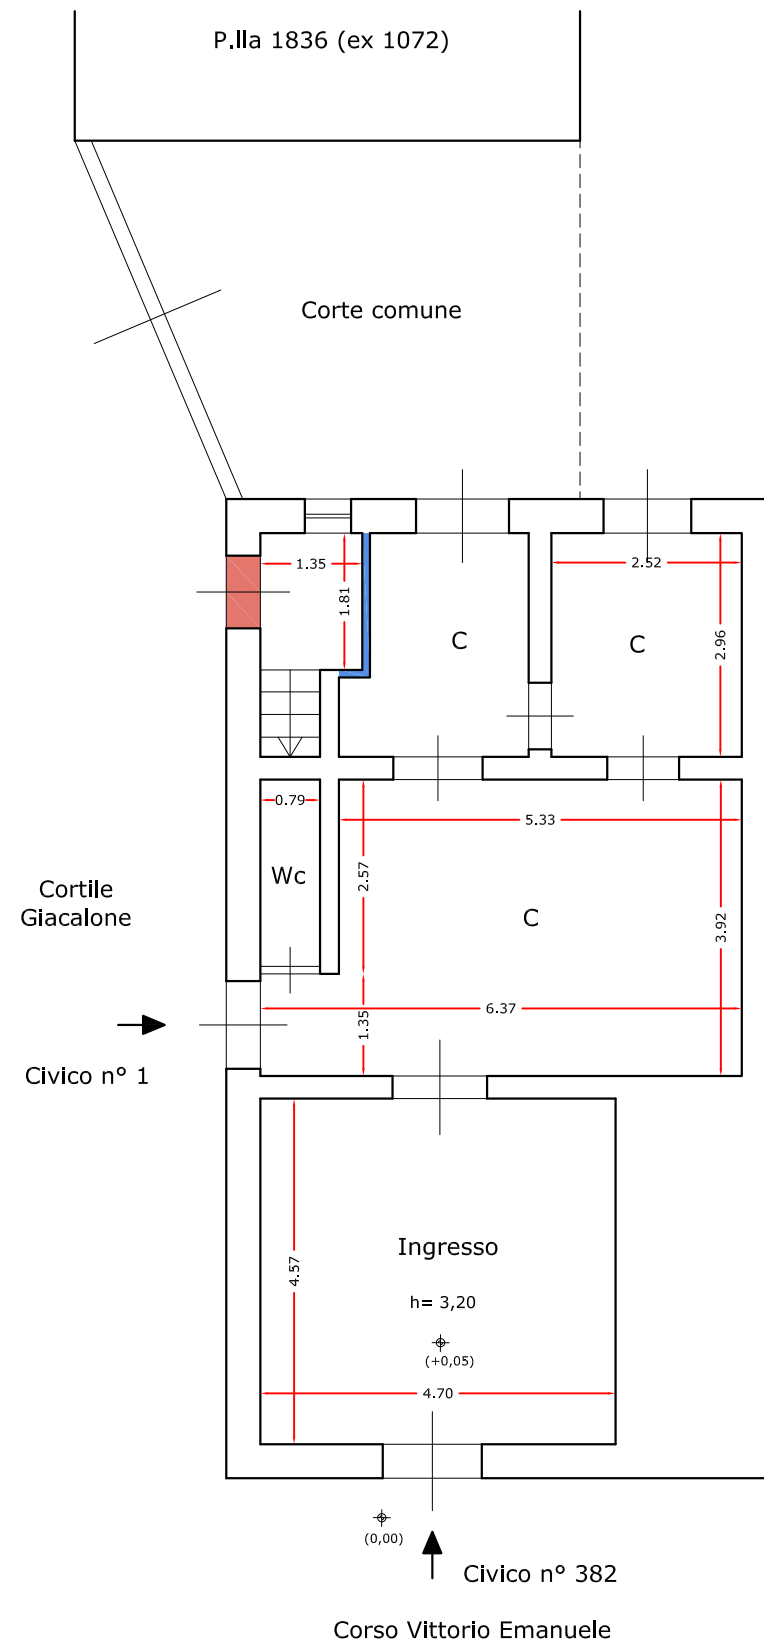 P.lla 1836 (ex 1072)
Corte comune
1.35
1.81
2.52
2.96
C
C
0.79
5.33
Wc
2.57
3.92
C
Cortile
Giacalone
6.37
1.35
Civico n° 1
Ingresso
4.57
h= 3,20
(+0,05)
4.70
(0,00)
Civico n° 382
Corso Vittorio Emanuele